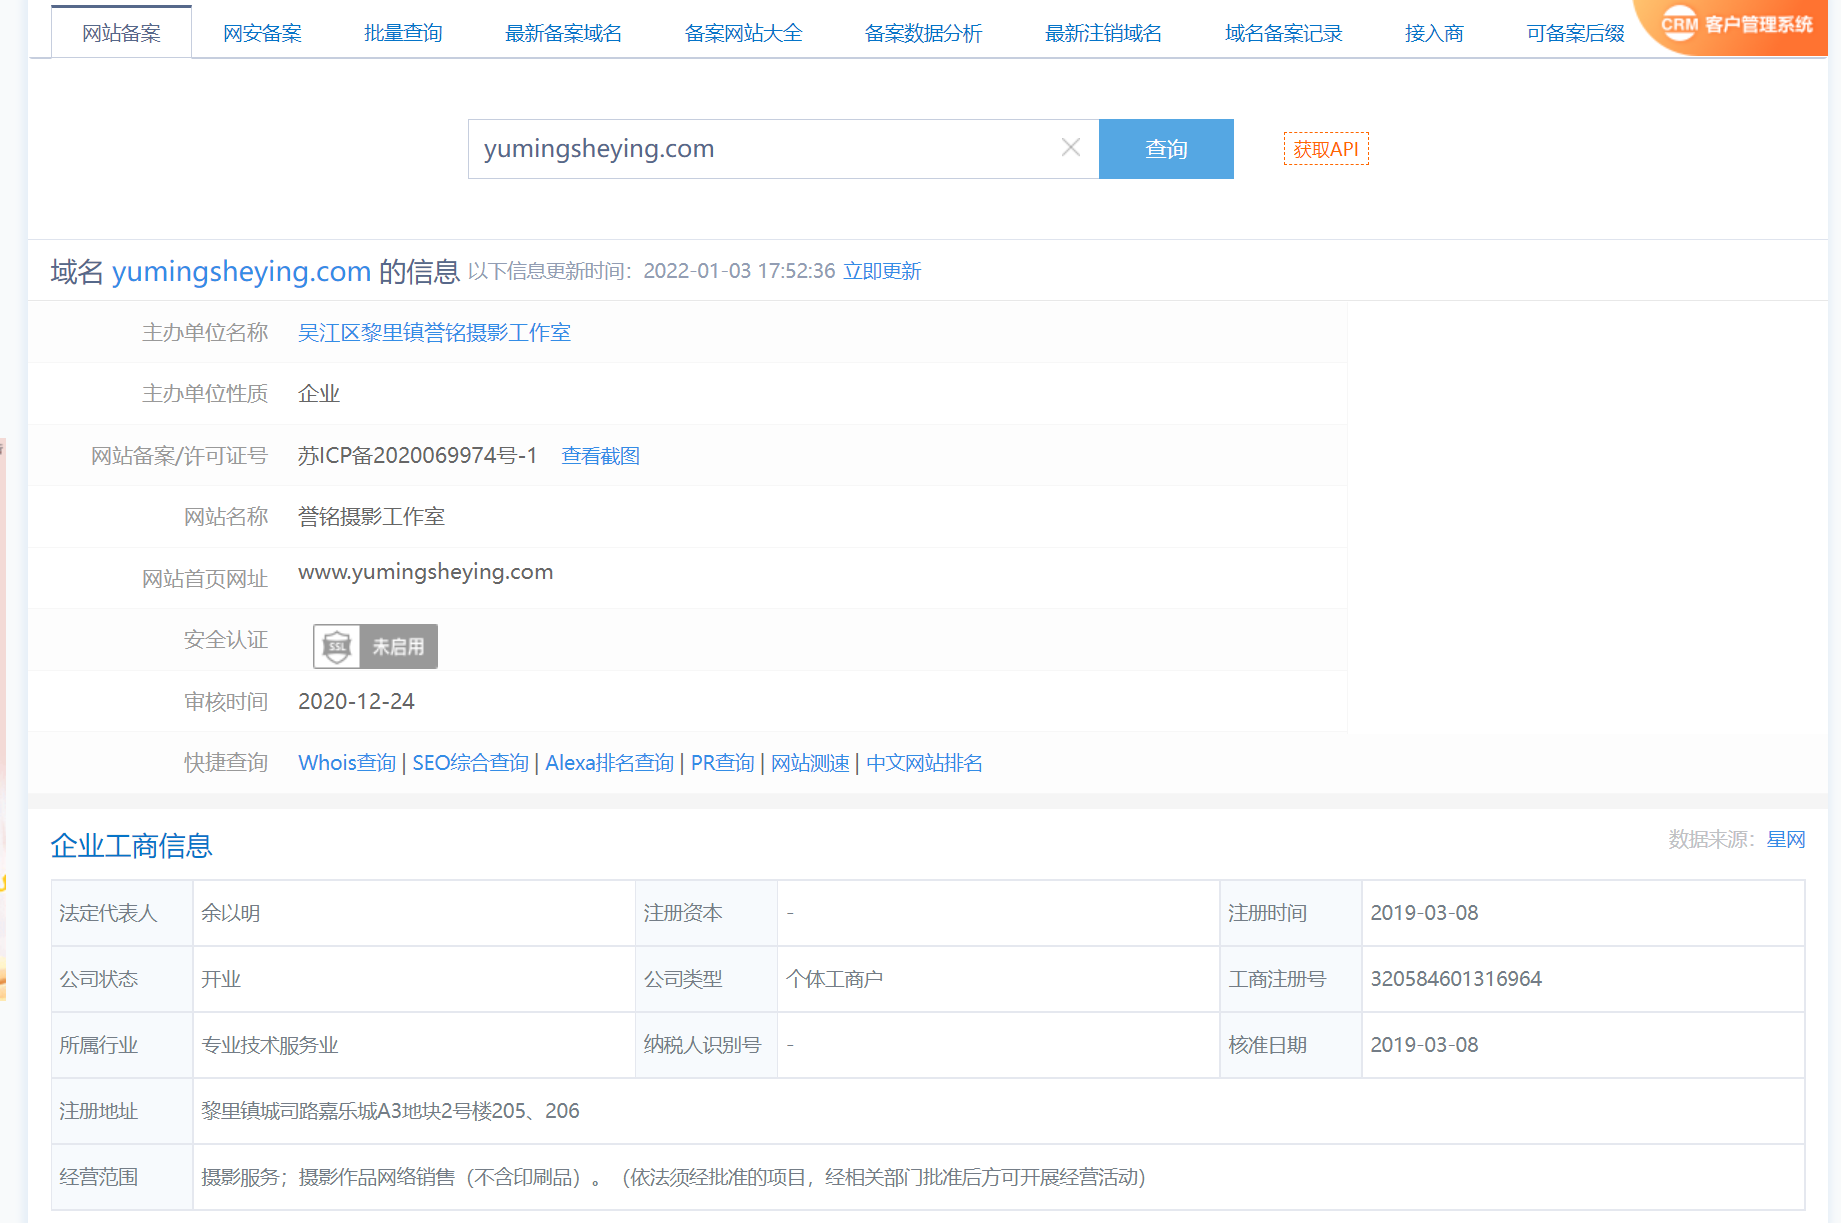 网站备案 网安备案 批量查询 最新备案域名 备案网站大全 备案数据分析 最新注销域名 域名备案记录 接入商 可备案后缀 CRM 客户管理系统
yumingsheying.com 查询 获取API
域名 yumingsheying.com 的信息 以下信息更新时间：2022-01-03 17:52:36 立即更新
主办单位名称 吴江区黎里镇誉铭摄影工作室
主办单位性质 企业
网站备案/许可证号 苏ICP备2020069974号-1 查看截图
网站名称 誉铭摄影工作室
网站首页网址 www.yumingsheying.com
安全认证 SSL 未启用
审核时间 2020-12-24
快捷查询 Whois查询 | SEO综合查询 | Alexa排名查询 | PR查询 | 网站测速 | 中文网站排名
企业工商信息 数据来源：星网
法定代表人 余以明 注册资本 - 注册时间 2019-03-08
公司状态 开业 公司类型 个体工商户 工商注册号 320584601316964
所属行业 专业技术服务业 纳税人识别号 - 核准日期 2019-03-08
注册地址 黎里镇城司路嘉乐城A3地块2号楼205、206
经营范围 摄影服务；摄影作品网络销售（不含印刷品）。（依法须经批准的项目，经相关部门批准后方可开展经营活动）